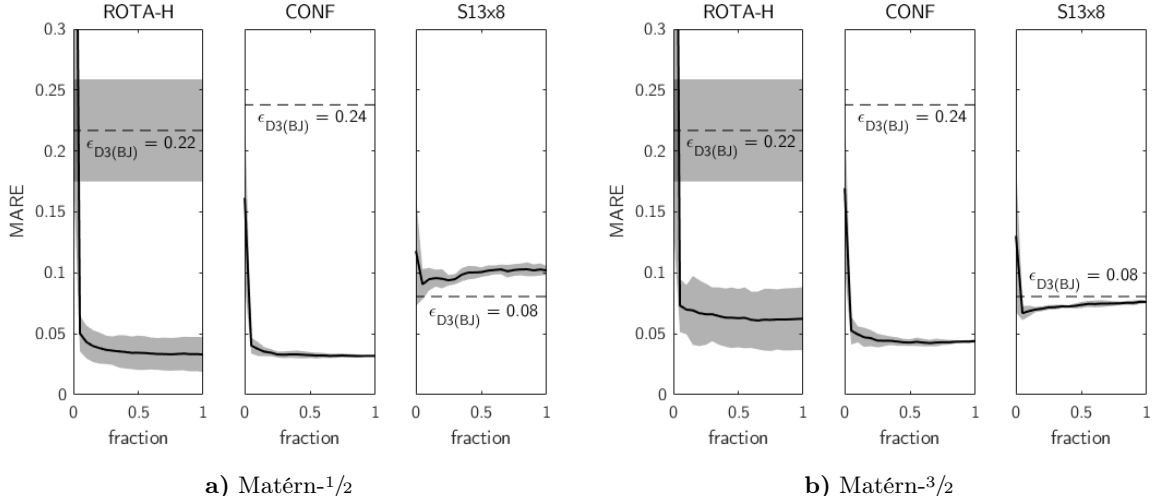 ROTA-H CONF S13x8 ROTA-H CONF S13x8
0.3 0.3
0.25 0.25
ϵD3(BJ) = 0.24 ϵD3(BJ) = 0.24
ϵD3(BJ) = 0.22 ϵD3(BJ) = 0.22
0.2 0.2
MARE MARE
0.15 0.15
0.1 ϵD3(BJ) = 0.08 0.1 ϵD3(BJ) = 0.08
0.05 0.05
0 0
0 0.5 1 0 0.5 1 0 0.5 1 0 0.5 1 0 0.5 1 0 0.5 1
fraction fraction fraction fraction fraction fraction
a) Matérn-1/2 b) Matérn-3/2